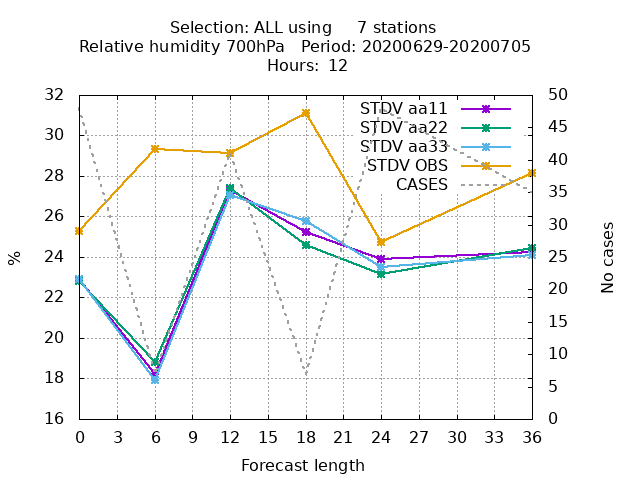 Selection: ALL using     7 stations
Relative humidity 700hPa   Period: 20200629-20200705
Hours:  12
STDV aa11
STDV aa22
STDV aa33
STDV OBS
CASES
32
30
28
26
24
22
20
18
16
%
50
45
40
35
30
25
20
15
10
5
0
No cases
0 3 6 9 12 15 18 21 24 27 30 33 36
Forecast length